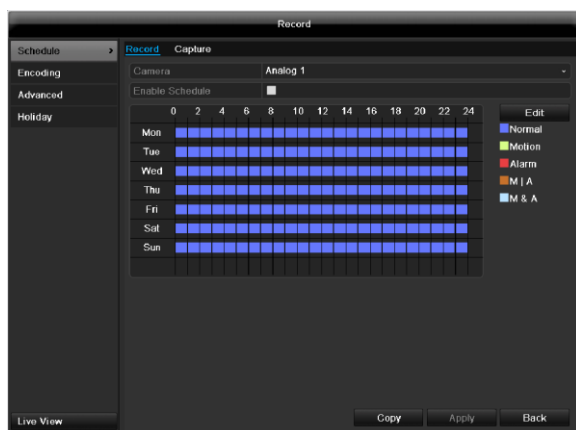 Record
Schedule >
Encoding
Advanced
Holiday
Live View
Record Capture
Camera Analog 1
Enable Schedule
0 2 4 6 8 10 12 14 16 18 20 22 24
Mon
Tue
Wed
Thu
Fri
Sat
Sun
Edit
Normal
Motion
Alarm
M | A
M & A
Copy Apply Back